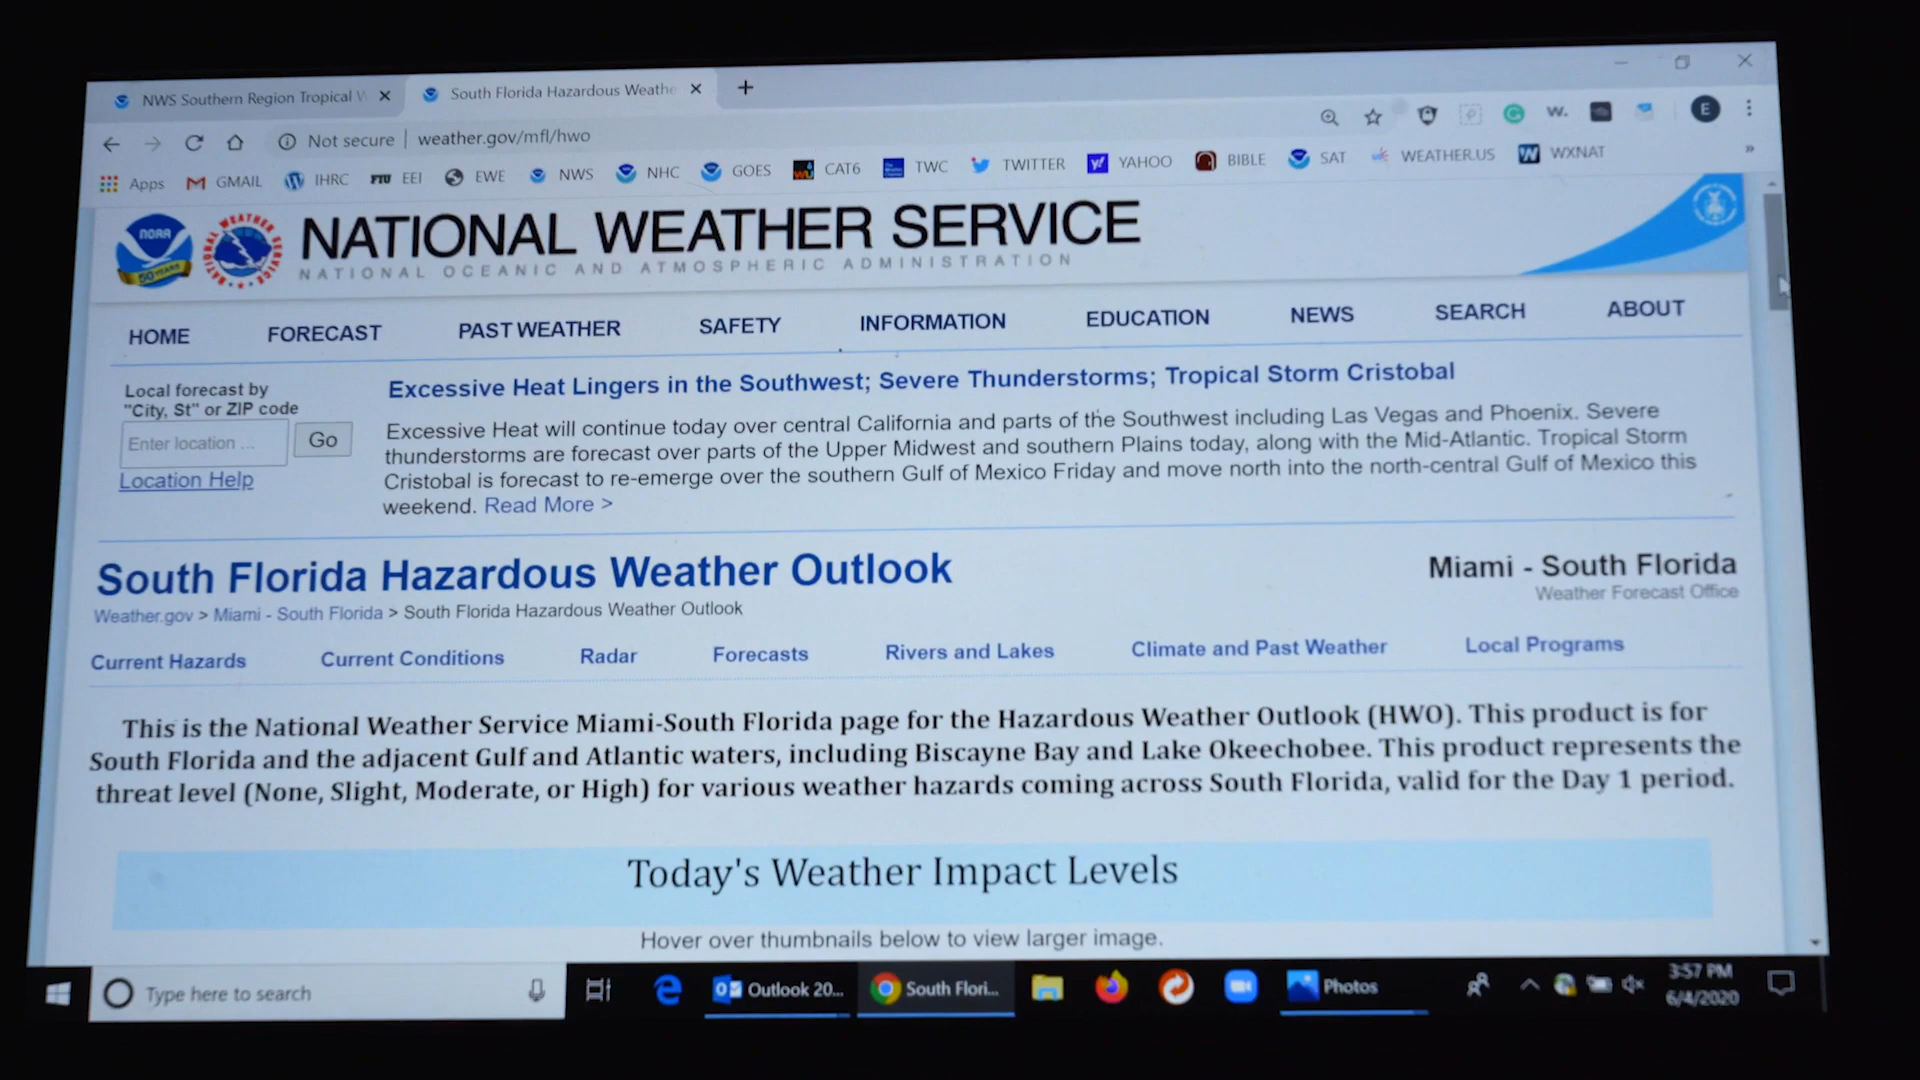 NWS Southern Region Tropical W
South Florida Hazardous Weathe
Not secure | weather.gov/mfl/hwo
E
Apps GMAIL IHRC FIU EEI EWE NWS NHC GOES CAT6 TWC TWITTER YAHOO BIBLE SAT WEATHER.US WXNAT
NOAA
50 YEARS
NATIONAL WEATHER SERVICE
NATIONAL WEATHER SERVICE
NATIONAL OCEANIC AND ATMOSPHERIC ADMINISTRATION
HOME FORECAST PAST WEATHER SAFETY INFORMATION EDUCATION NEWS SEARCH ABOUT
Local forecast by
"City, St" or ZIP code
Enter location ...
Go
Location Help
Excessive Heat Lingers in the Southwest; Severe Thunderstorms; Tropical Storm Cristobal
Excessive Heat will continue today over central California and parts of the Southwest including Las Vegas and Phoenix. Severe
thunderstorms are forecast over parts of the Upper Midwest and southern Plains today, along with the Mid-Atlantic. Tropical Storm
Cristobal is forecast to re-emerge over the southern Gulf of Mexico Friday and move north into the north-central Gulf of Mexico this
weekend. Read More >
South Florida Hazardous Weather Outlook
Miami - South Florida
Weather Forecast Office
Weather.gov > Miami - South Florida > South Florida Hazardous Weather Outlook
Current Hazards Current Conditions Radar Forecasts Rivers and Lakes Climate and Past Weather Local Programs
This is the National Weather Service Miami-South Florida page for the Hazardous Weather Outlook (HWO). This product is for
South Florida and the adjacent Gulf and Atlantic waters, including Biscayne Bay and Lake Okeechobee. This product represents the
threat level (None, Slight, Moderate, or High) for various weather hazards coming across South Florida, valid for the Day 1 period.
Today's Weather Impact Levels
Hover over thumbnails below to view larger image.
Type here to search
Outlook 20...
South Flori...
Photos
3:57 PM
6/4/2020